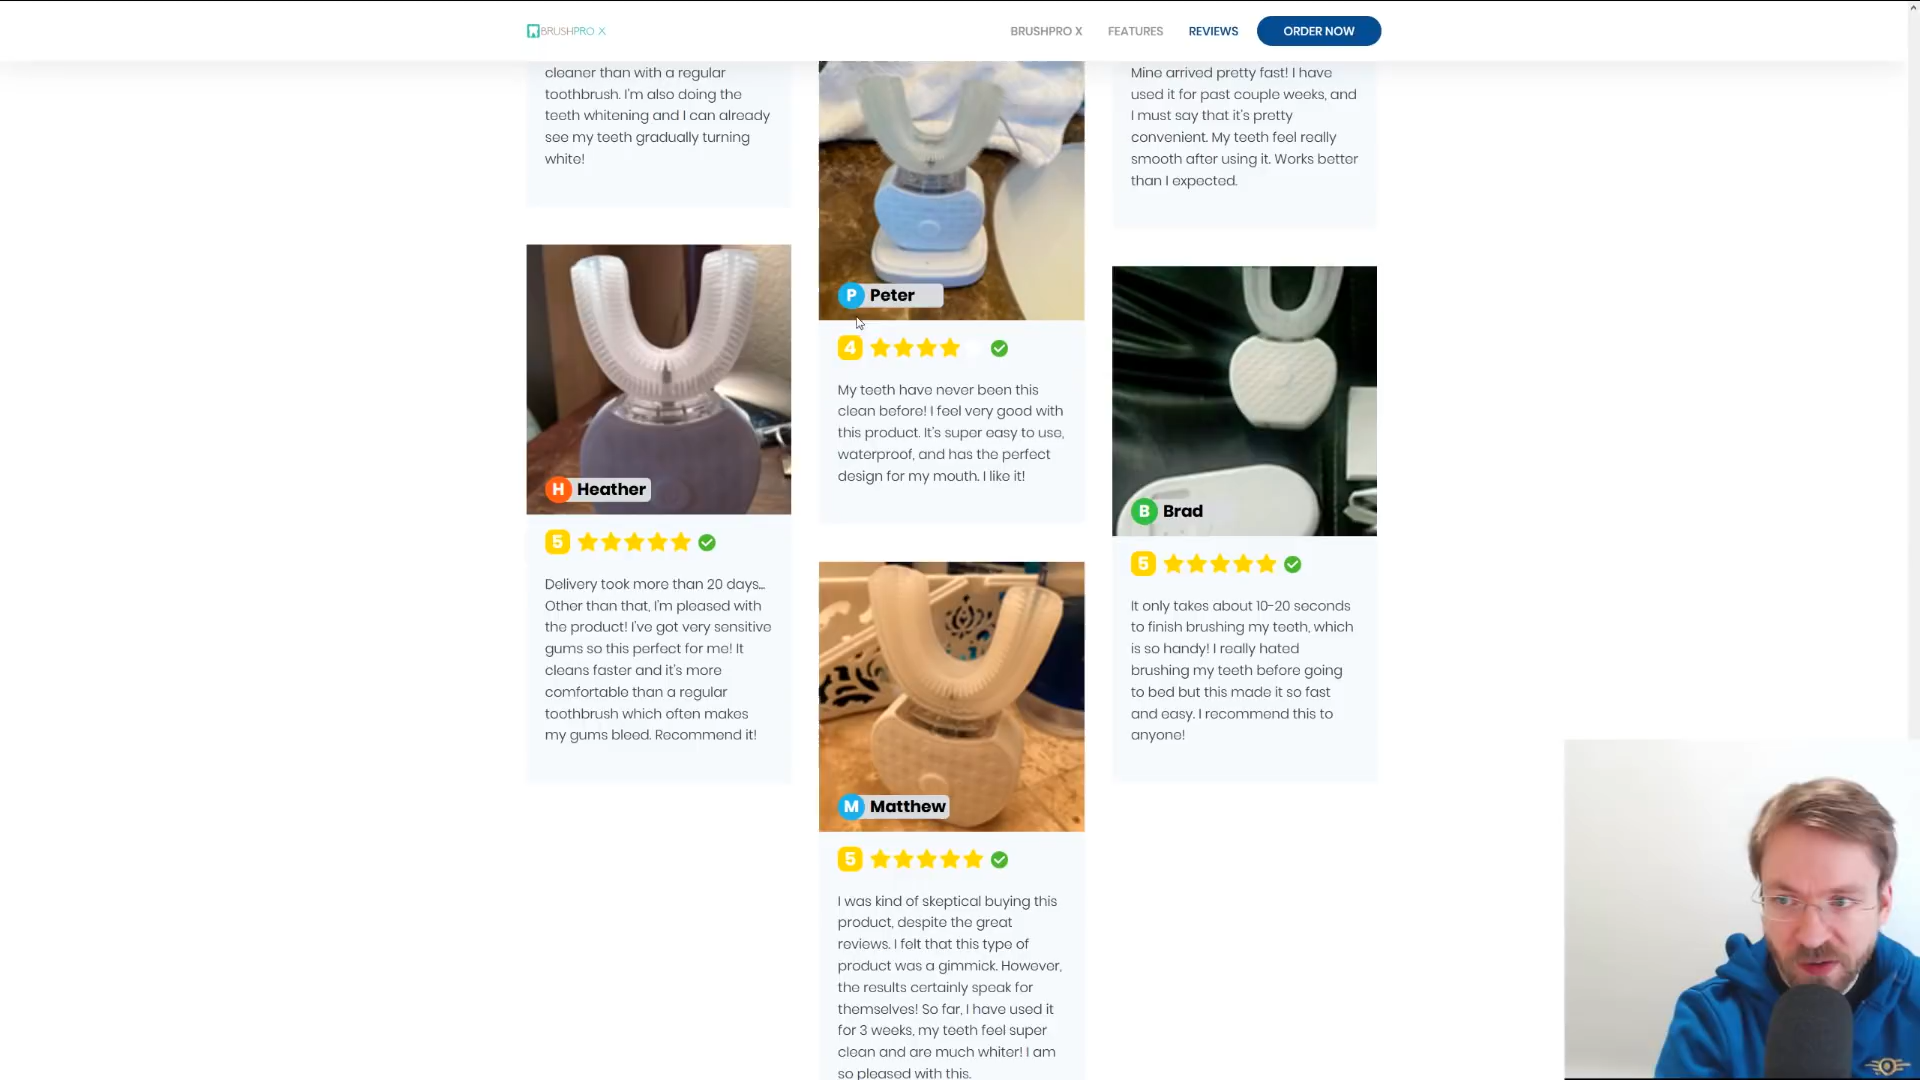 BRUSHPRO X
BRUSHPRO X
FEATURES
REVIEWS
ORDER NOW
cleaner than with a regular
toothbrush. I'm also doing the
teeth whitening and I can already
see my teeth gradually turning
white!
H Heather
5
Delivery took more than 20 days...
Other than that, I'm pleased with
the product! I've got very sensitive
gums so this perfect for me! It
cleans faster and it's more
comfortable than a regular
toothbrush which often makes
my gums bleed. Recommend it!
P Peter
4
My teeth have never been this
clean before! I feel very good with
this product. It's super easy to use,
waterproof, and has the perfect
design for my mouth. I like it!
M Matthew
5
I was kind of skeptical buying this
product, despite the great
reviews. I felt that this type of
product was a gimmick. However,
the results certainly speak for
themselves! So far, I have used it
for 3 weeks, my teeth feel super
clean and are much whiter! I am
so pleased with this.
Mine arrived pretty fast! I have
used it for past couple weeks, and
I must say that it's pretty
convenient. My teeth feel really
smooth after using it. Works better
than I expected.
B Brad
5
It only takes about 10-20 seconds
to finish brushing my teeth, which
is so handy! I really hated
brushing my teeth before going
to bed but this made it so fast
and easy. I recommend this to
anyone!